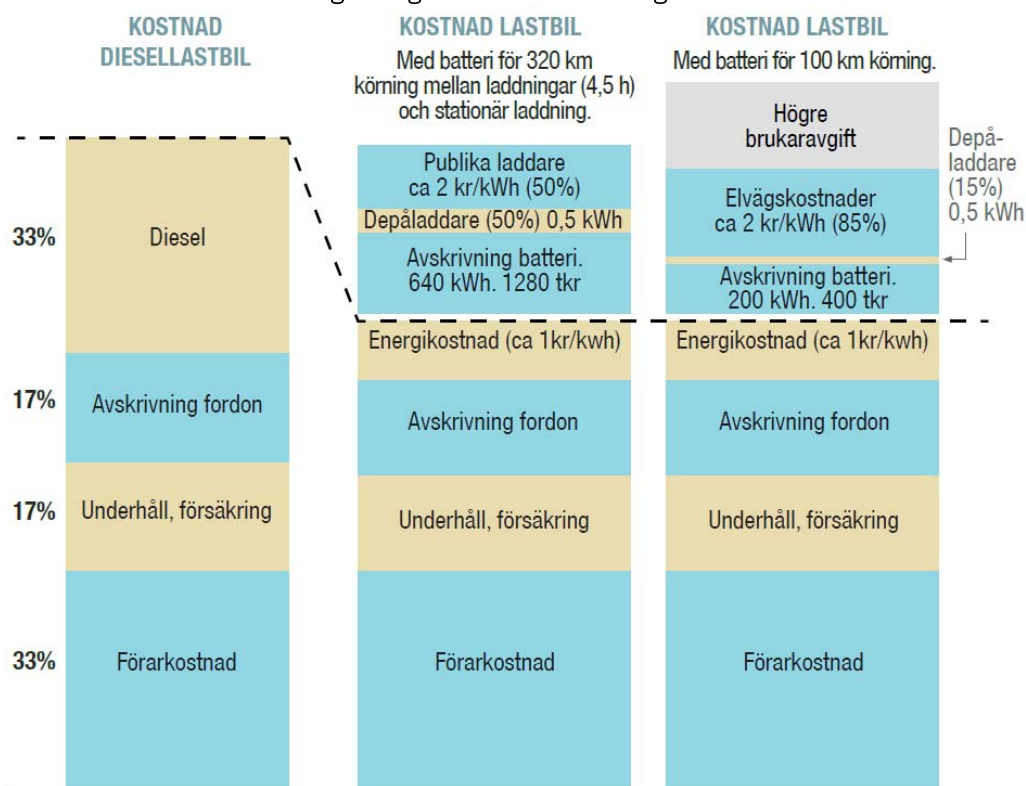 KOSTNAD
DIESELLASTBIL
33%
Diesel
17%
Avskrivning fordon
17%
Underhåll, försäkring
33%
Förarkostnad
KOSTNAD LASTBIL
Med batteri för 320 km
körning mellan laddningar (4,5 h)
och stationär laddning.
Publika laddare
ca 2 kr/kWh (50%)
Depåladdare (50%) 0,5 kWh
Avskrivning batteri.
640 kWh. 1280 tkr
Energikostnad (ca 1kr/kwh)
Avskrivning fordon
Underhåll, försäkring
Förarkostnad
KOSTNAD LASTBIL
Med batteri för 100 km körning.
Högre
brukaravgift
Elvägskostnader
ca 2 kr/kWh (85%)
Depå-
laddare
(15%)
0,5 kWh
Avskrivning batteri.
200 kWh. 400 tkr
Energikostnad (ca 1kr/kwh)
Avskrivning fordon
Underhåll, försäkring
Förarkostnad